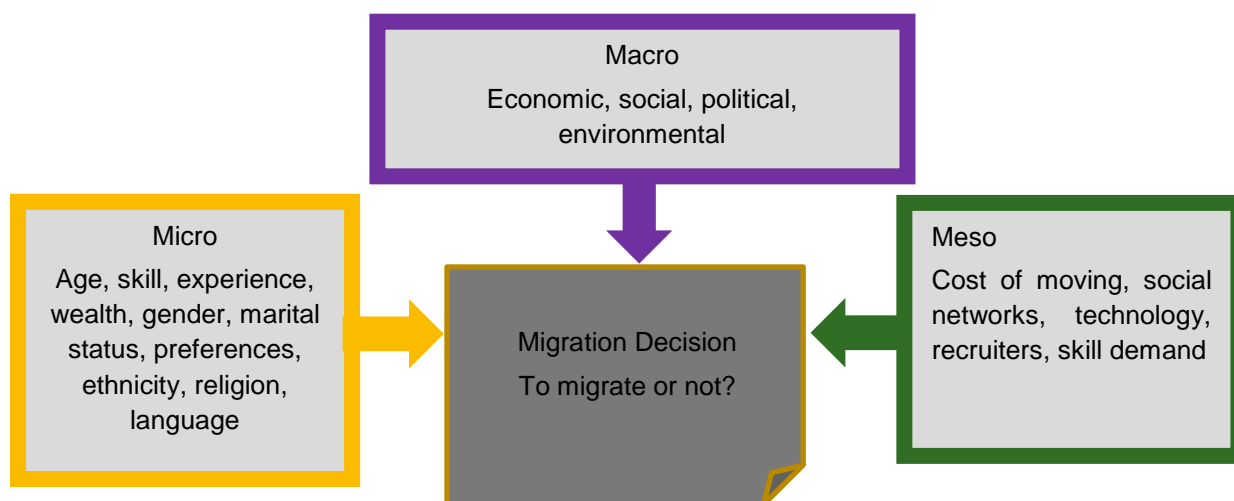 Macro
Economic, social, political,
environmental
Micro
Age, skill, experience,
wealth, gender, marital
status, preferences,
ethnicity, religion,
language
Migration Decision
To migrate or not?
Meso
Cost of moving, social
networks, technology,
recruiters, skill demand